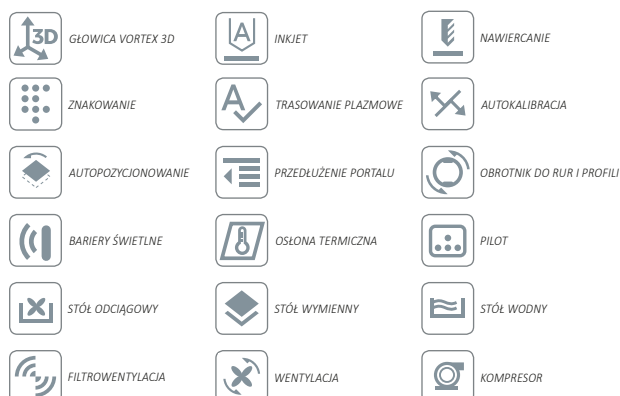 3D GŁOWICA VORTEX 3D
A INKJET
NAWIERCANIE
ZNAKOWANIE
A TRASOWANIE PLAZMOWE
AUTOKALIBRACJA
AUTOPOZYCJONOWANIE
PRZEDŁUŻENIE PORTALU
OBROTNIK DO RUR I PROFILI
BARIERY ŚWIETLNE
OSŁONA TERMICZNA
PILOT
STÓŁ ODCIĄGOWY
STÓŁ WYMIENNY
STÓŁ WODNY
FILTROWENTYLACJA
WENTYLACJA
KOMPRESOR